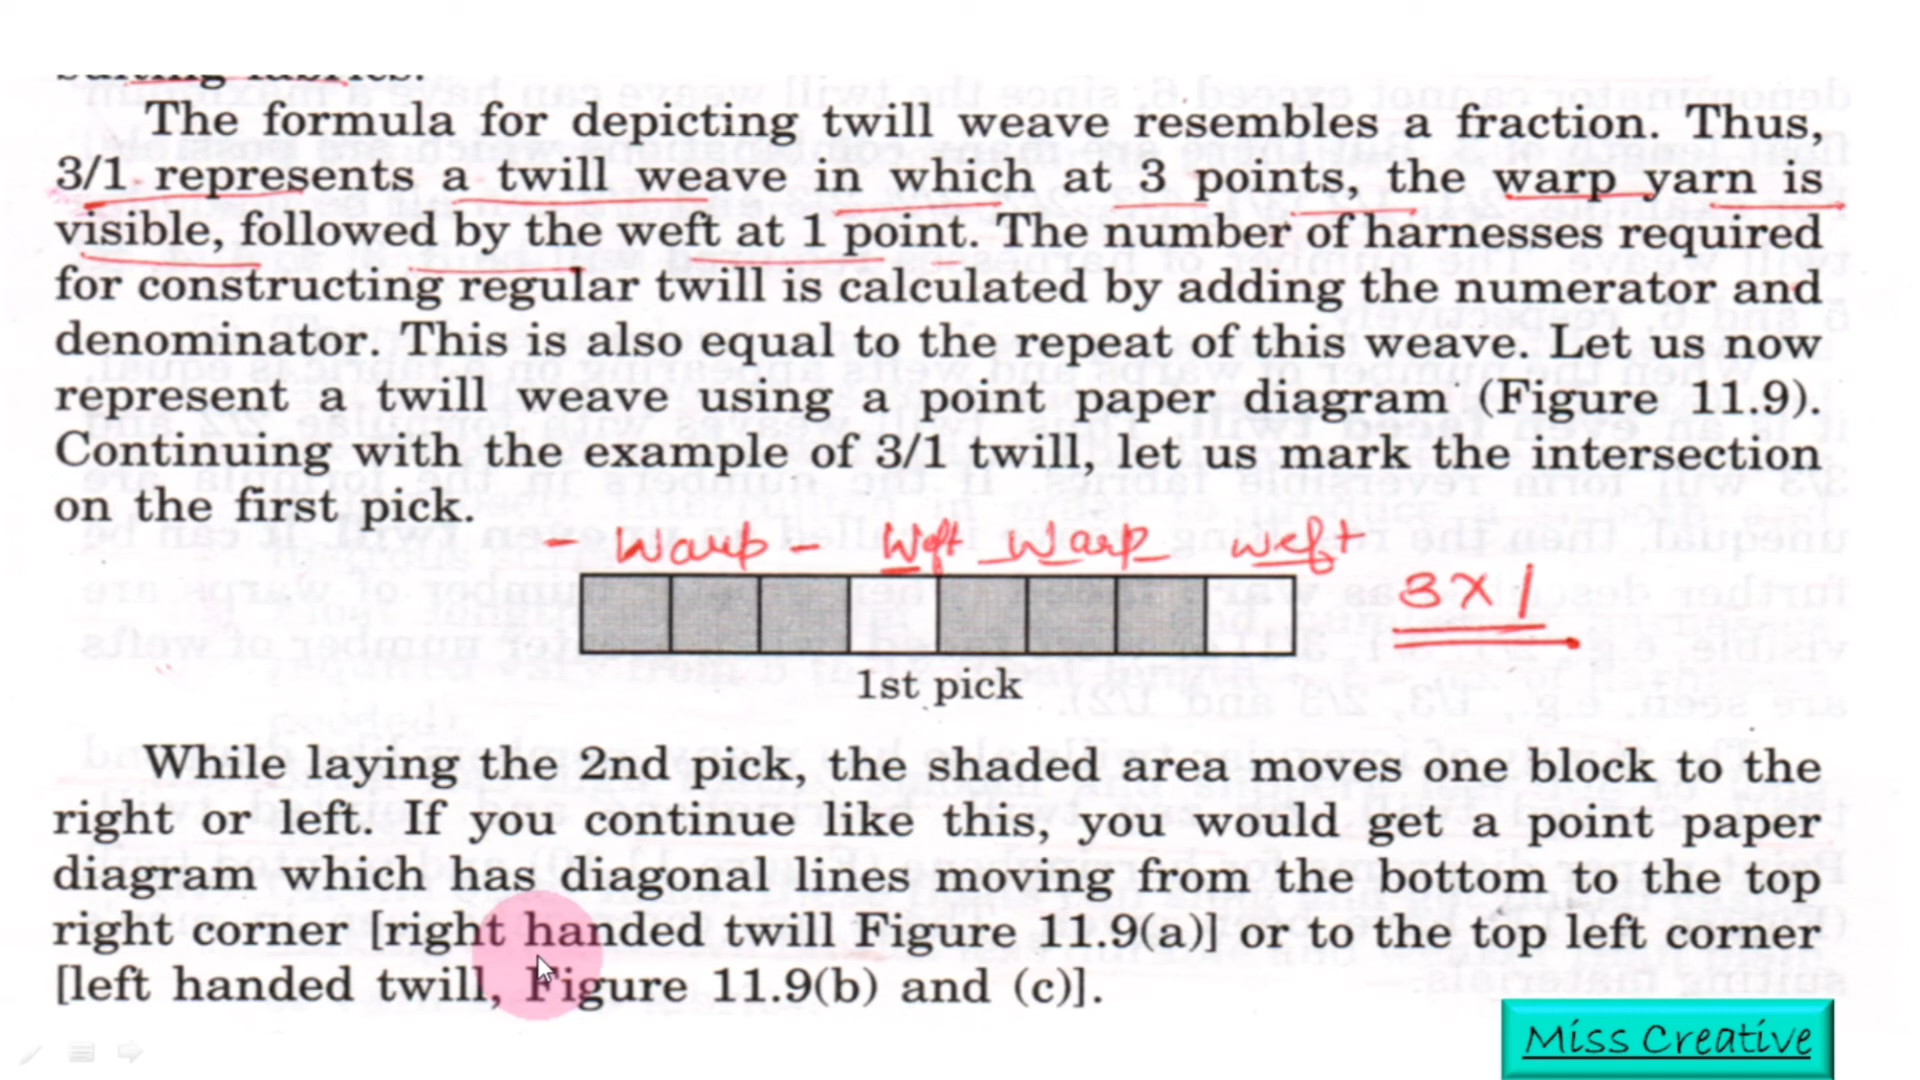 suiting fabrics.
The formula for depicting twill weave resembles a fraction. Thus,
3/1 represents a twill weave in which at 3 points, the warp yarn is
visible, followed by the weft at 1 point. The number of harnesses required
for constructing regular twill is calculated by adding the numerator and
denominator. This is also equal to the repeat of this weave. Let us now
represent a twill weave using a point paper diagram (Figure 11.9).
Continuing with the example of 3/1 twill, let us mark the intersection
on the first pick.
- Warp - Weft Warp weft
3 X 1
1st pick
While laying the 2nd pick, the shaded area moves one block to the
right or left. If you continue like this, you would get a point paper
diagram which has diagonal lines moving from the bottom to the top
right corner [right handed twill Figure 11.9(a)] or to the top left corner
[left handed twill, Figure 11.9(b) and (c)].
Miss Creative